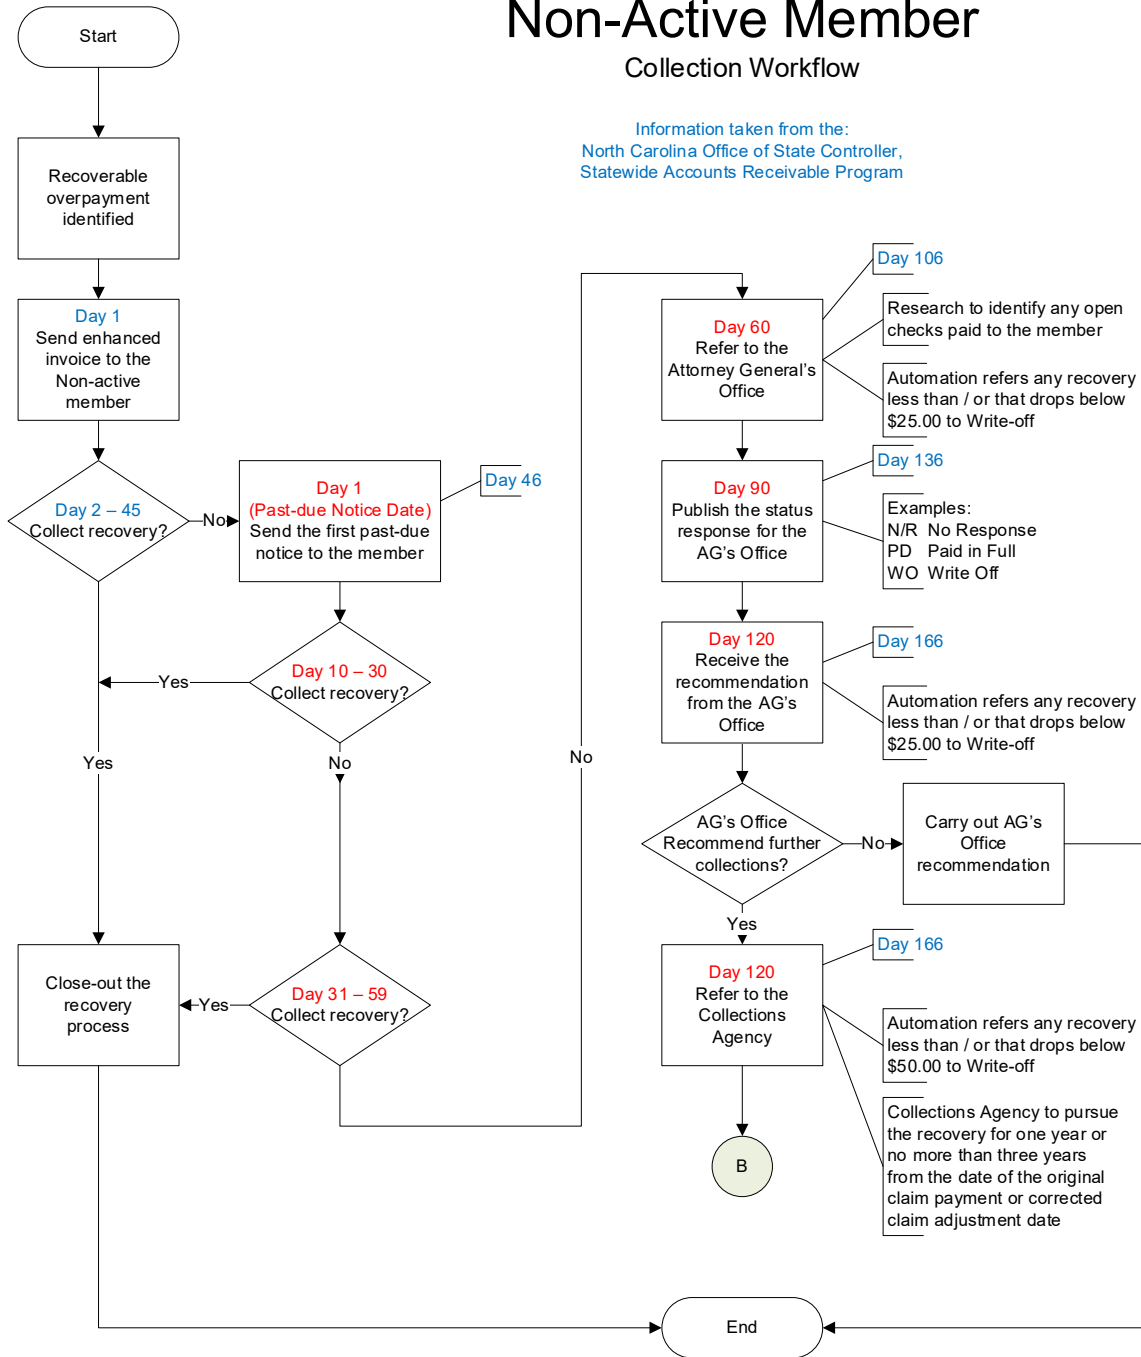 Non-Active Member
Collection Workflow
Information taken from the:
North Carolina Office of State Controller,
Statewide Accounts Receivable Program
Start
Recoverable
overpayment
identified
Day 1
Send enhanced
invoice to the
Non-active
member
Day 2 – 45
Collect recovery?
No
Day 1
(Past-due Notice Date)
Send the first past-due
notice to the member
Day 46
Day 10 – 30
Collect recovery?
Yes
No
Yes
Day 31 – 59
Collect recovery?
Yes
Close-out the
recovery
process
No
Day 60
Refer to the
Attorney General's
Office
Day 106
Research to identify any open
checks paid to the member
Automation refers any recovery
less than / or that drops below
$25.00 to Write-off
Day 90
Publish the status
response for the
AG's Office
Day 136
Examples:
N/R No Response
PD Paid in Full
WO Write Off
Day 120
Receive the
recommendation
from the AG's
Office
Day 166
Automation refers any recovery
less than / or that drops below
$25.00 to Write-off
AG's Office
Recommend further
collections?
No
Carry out AG's
Office
recommendation
Yes
Day 120
Refer to the
Collections
Agency
Day 166
Automation refers any recovery
less than / or that drops below
$50.00 to Write-off
Collections Agency to pursue
the recovery for one year or
no more than three years
from the date of the original
claim payment or corrected
claim adjustment date
B
End